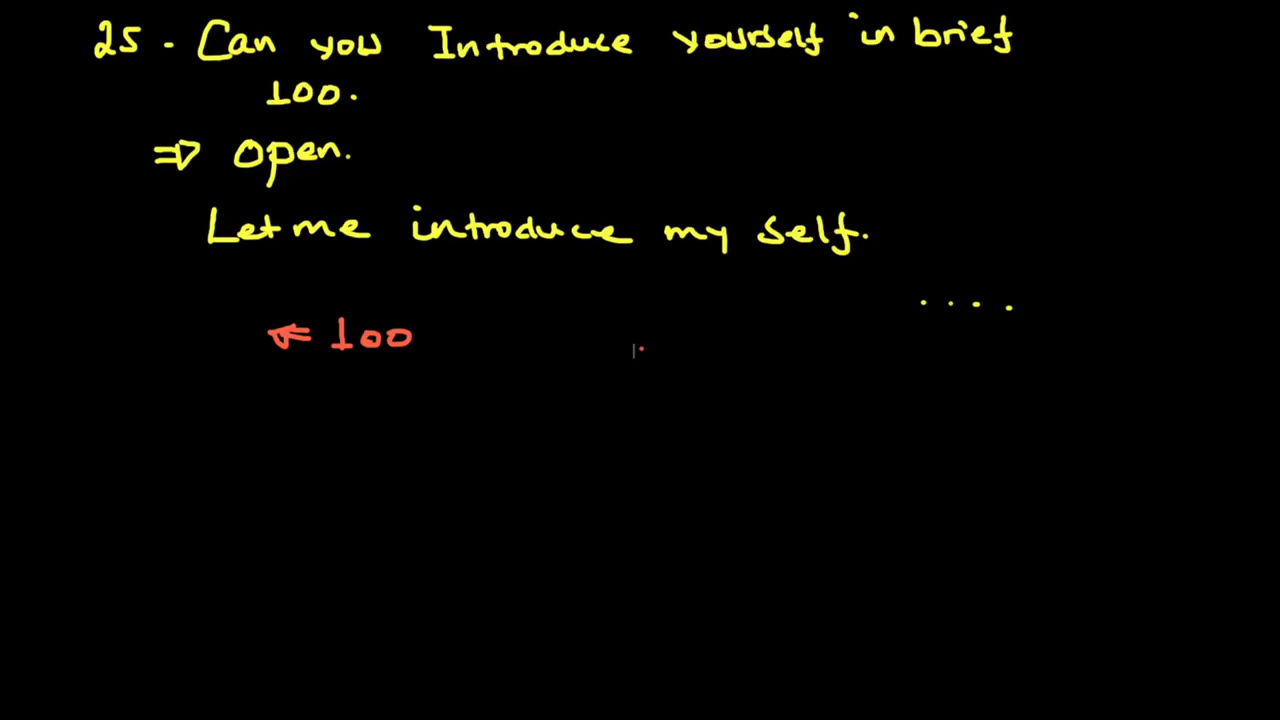 25. Can you Introduce yourself in brief
100.
⇒ open.
Let me introduce my self.
....
⇐ 100